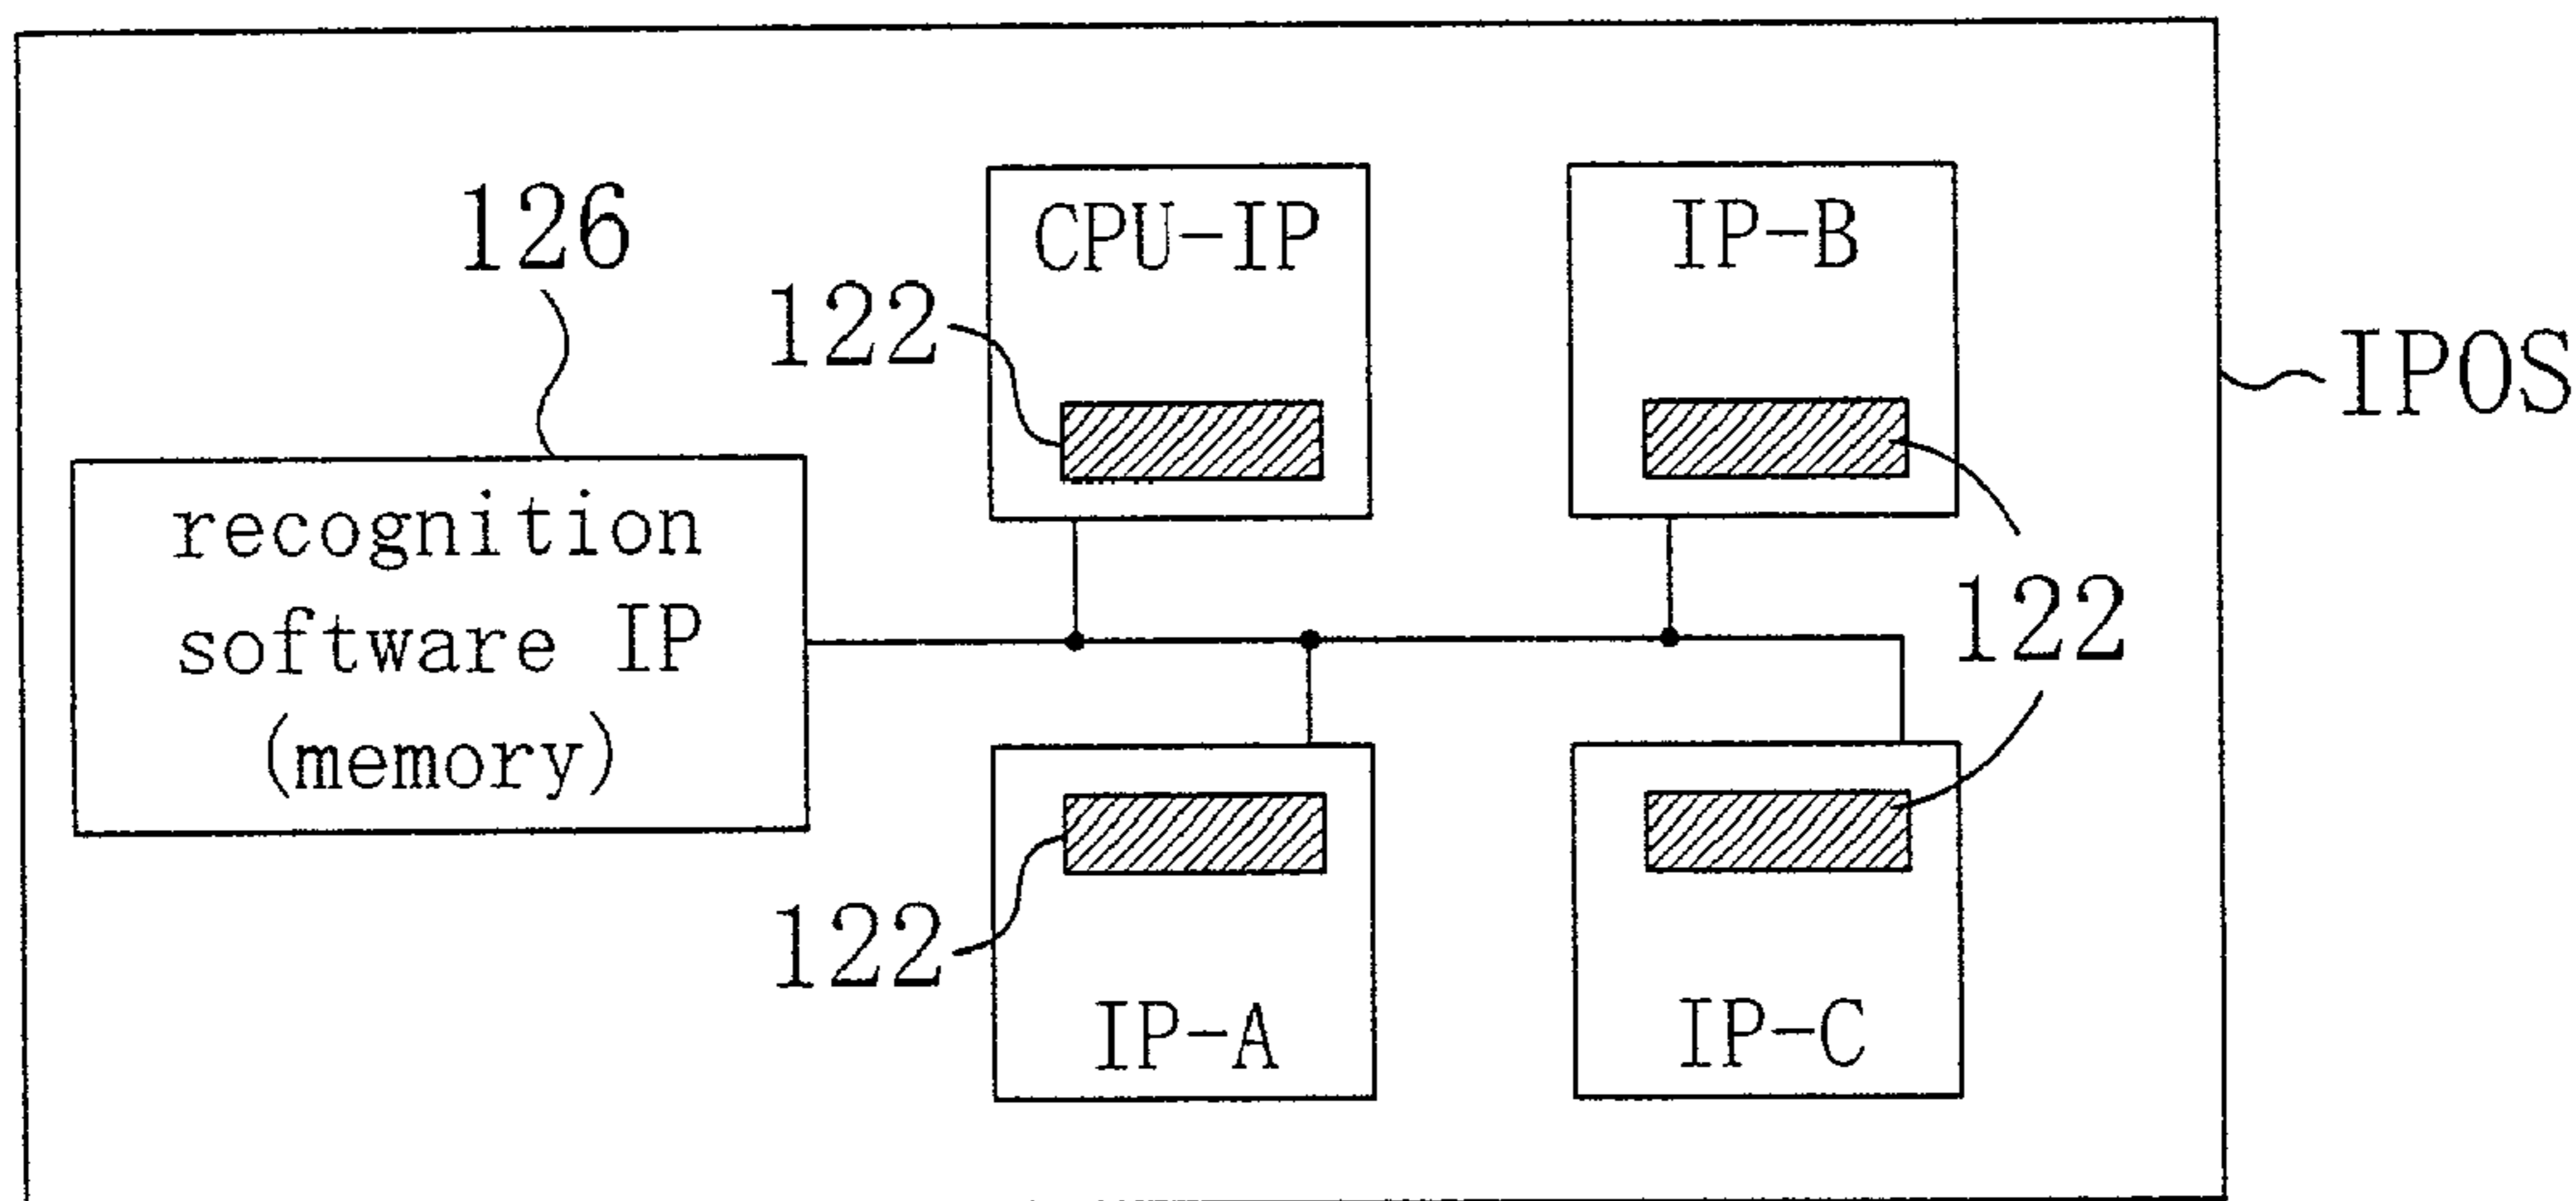 126
CPU-IP
IP-B
122
IPOS
recognition
software IP
(memory)
122
122
IP-A
IP-C